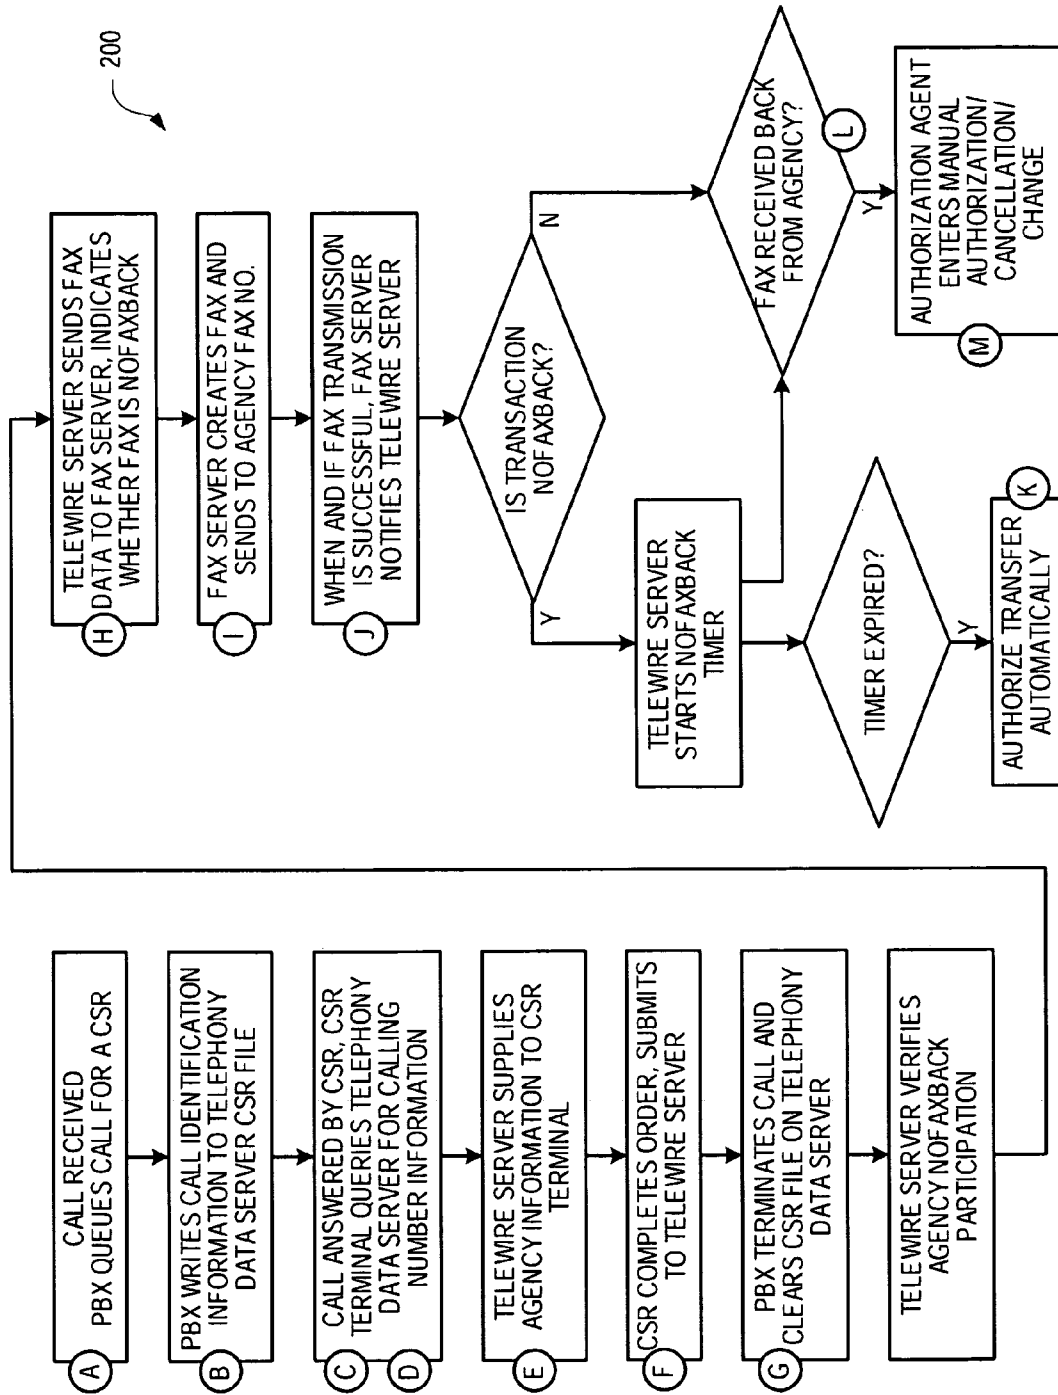 200
A
CALL RECEIVED
PBX QUEUES CALL FOR A CSR
B
PBX WRITES CALL IDENTIFICATION
INFORMATION TO TELEPHONY
DATA SERVER CSR FILE
C
D
CALL ANSWERED BY CSR, CSR
TERMINAL QUERIES TELEPHONY
DATA SERVER FOR CALLING
NUMBER INFORMATION
E
TELEWIRE SERVER SUPPLIES
AGENCY INFORMATION TO CSR
TERMINAL
F
CSR COMPLETES ORDER, SUBMITS
TO TELEWIRE SERVER
G
PBX TERMINATES CALL AND
CLEARS CSR FILE ON TELEPHONY
DATA SERVER
TELEWIRE SERVER VERIFIES
AGENCY NOFAXBACK
PARTICIPATION
H
TELEWIRE SERVER SENDS FAX
DATA TO FAX SERVER, INDICATES
WHETHER FAX IS NOFAXBACK
I
FAX SERVER CREATES FAX AND
SENDS TO AGENCY FAX NO.
J
WHEN AND IF FAX TRANSMISSION
IS SUCCESSFUL, FAX SERVER
NOTIFIES TELEWIRE SERVER
IS TRANSACTION
NOFAXBACK?
Y
N
TELEWIRE SERVER
STARTS NOFAXBACK
TIMER
TIMER EXPIRED?
Y
AUTHORIZE TRANSFER
AUTOMATICALLY
K
FAX RECEIVED BACK
FROM AGENCY?
L
Y
M
AUTHORIZATION AGENT
ENTERS MANUAL
AUTHORIZATION/
CANCELLATION/
CHANGE